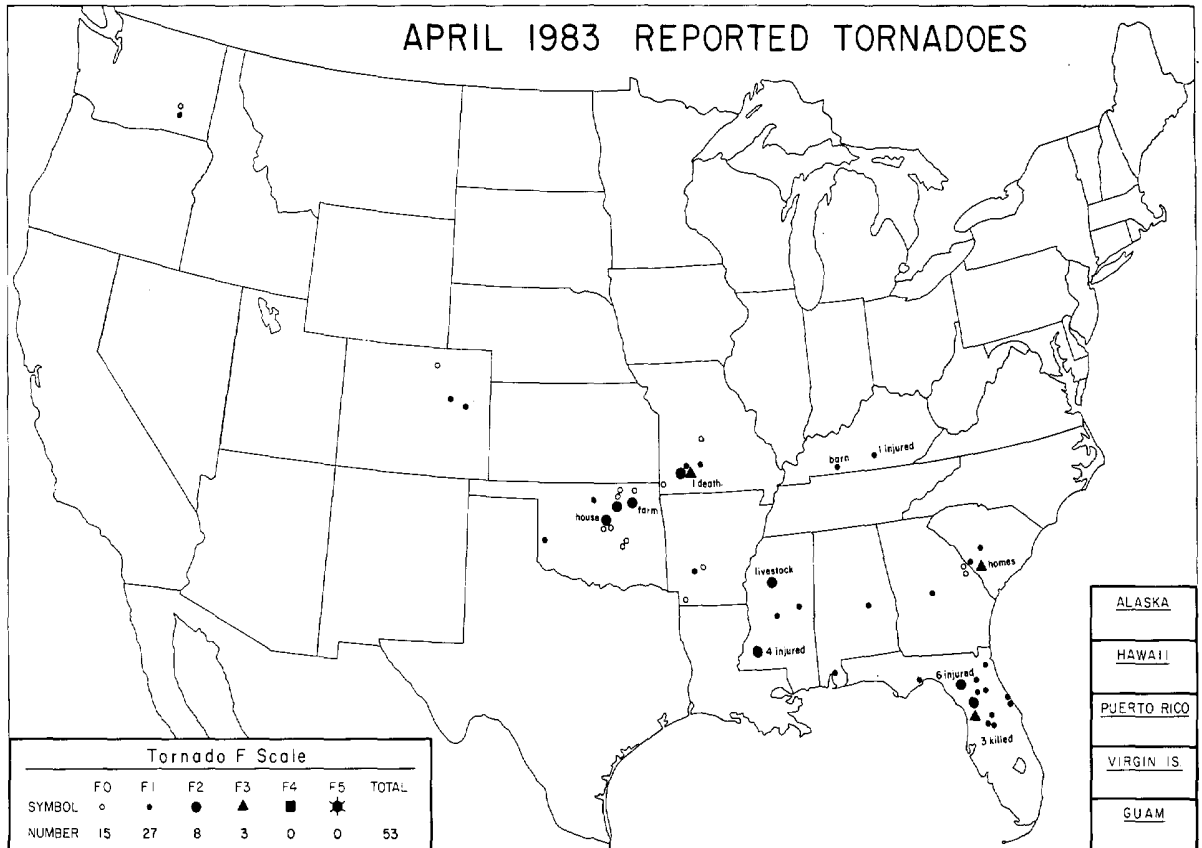 APRIL 1983 REPORTED TORNADOES
barn
1 injured
1 death
house
farm
livestock
homes
4 injured
6 injured
3 killed
ALASKA
HAWAII
PUERTO RICO
VIRGIN IS.
GUAM
Tornado F Scale
F0 F1 F2 F3 F4 F5 TOTAL
SYMBOL
NUMBER 15 27 8 3 0 0 53